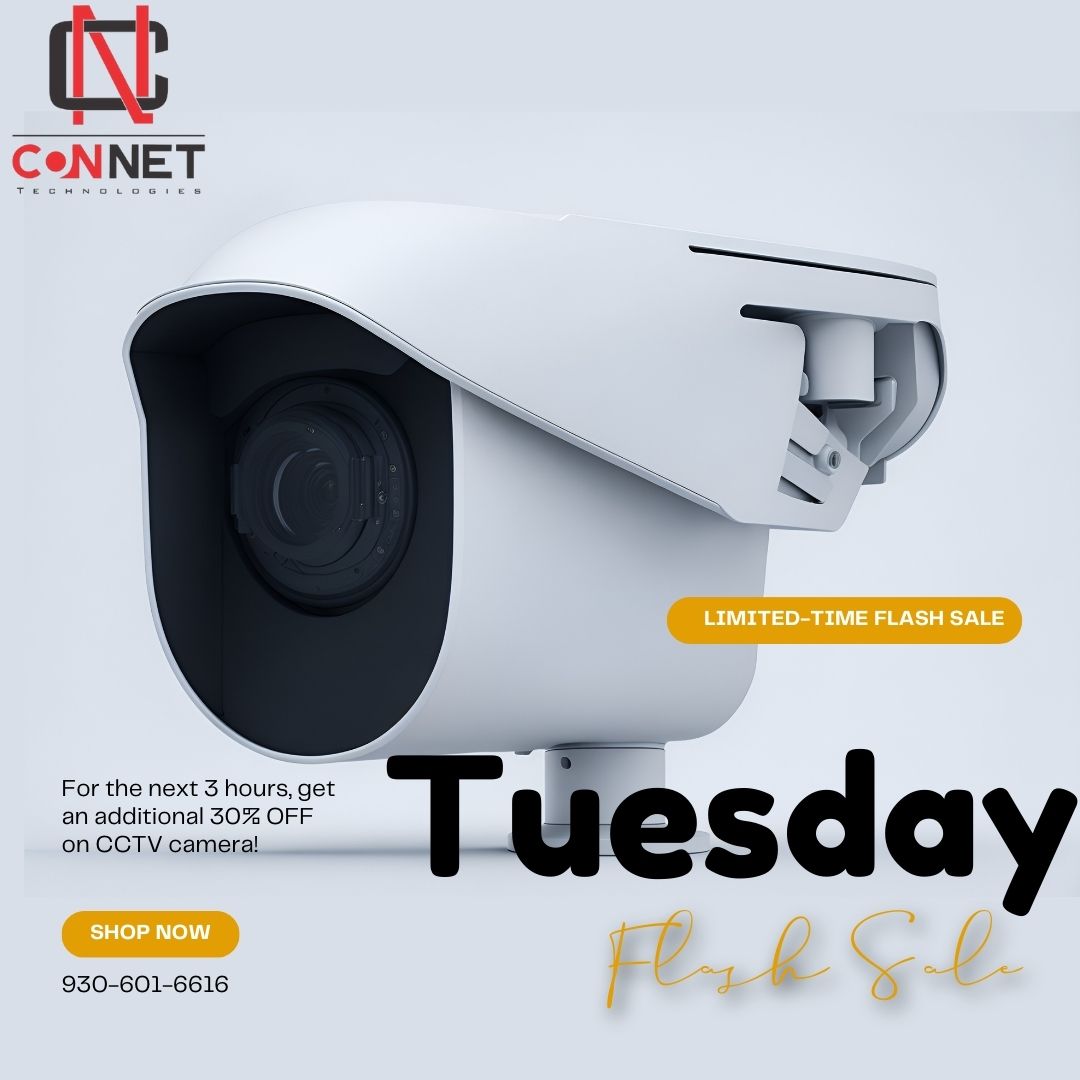 CN
CONNET
TECHNOLOGIES
LIMITED-TIME FLASH SALE
Tuesday
Flash Sale
For the next 3 hours, get
an additional 30% OFF
on CCTV camera!
SHOP NOW
930-601-6616